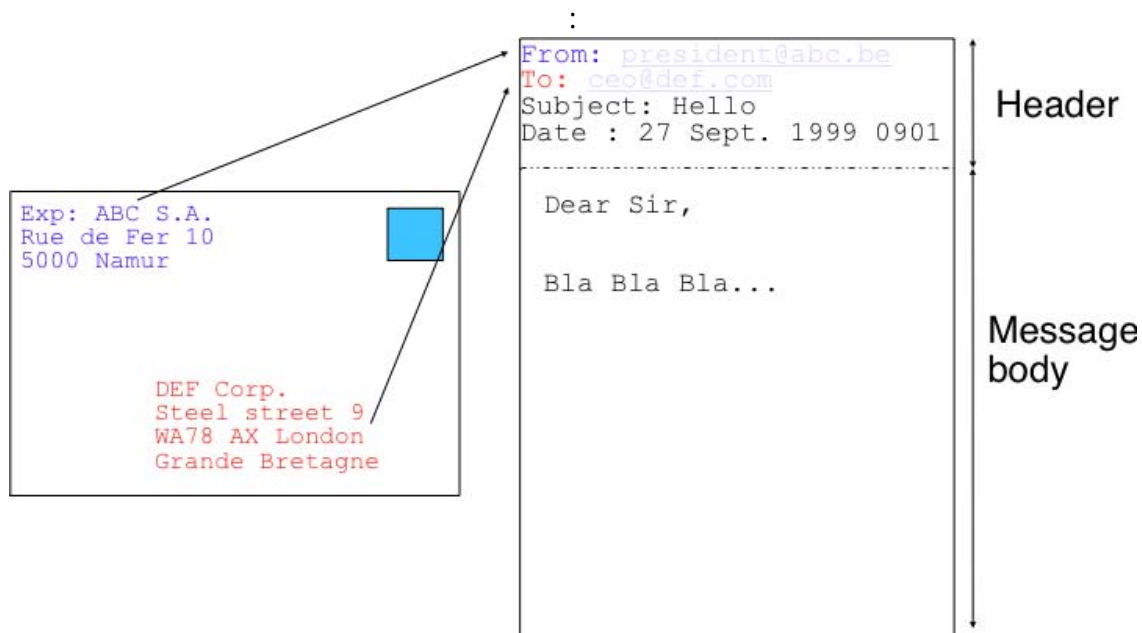 :
From: president@abc.be
To: ceo@def.com
Subject: Hello
Date : 27 Sept. 1999 0901
Header
Exp: ABC S.A.
Rue de Fer 10
5000 Namur
Dear Sir,
Bla Bla Bla...
Message
body
DEF Corp.
Steel street 9
WA78 AX London
Grande Bretagne